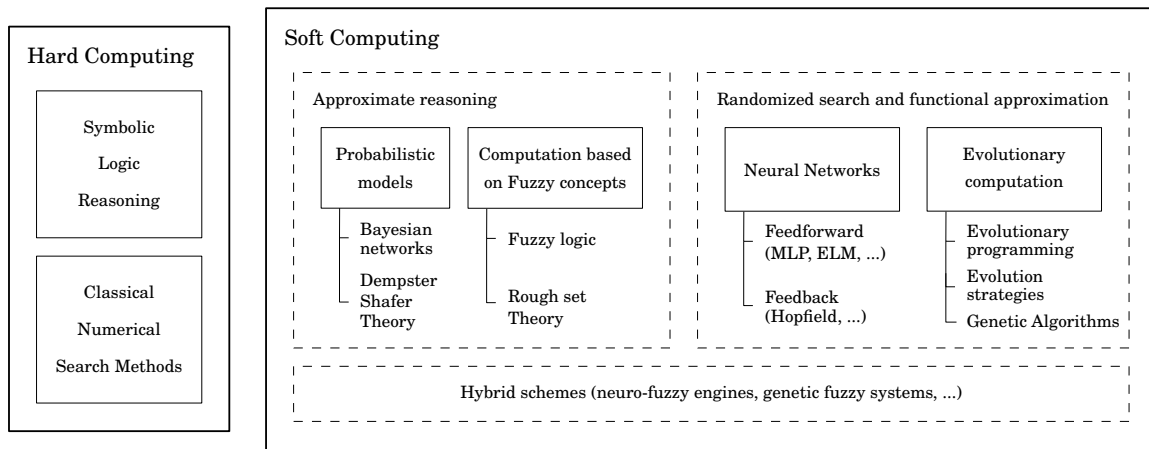 Hard Computing
Symbolic
Logic
Reasoning
Classical
Numerical
Search Methods
Soft Computing
Approximate reasoning
Probabilistic
models
Bayesian
networks
Dempster
Shafer
Theory
Computation based
on Fuzzy concepts
Fuzzy logic
Rough set
Theory
Randomized search and functional approximation
Neural Networks
Feedforward
(MLP, ELM, ...)
Feedback
(Hopfield, ...)
Evolutionary
computation
Evolutionary
programming
Evolution
strategies
Genetic Algorithms
Hybrid schemes (neuro-fuzzy engines, genetic fuzzy systems, ...)